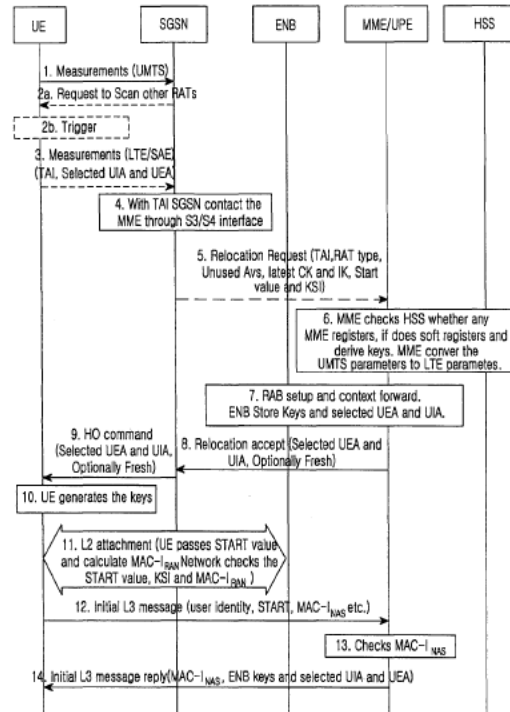 UE
SGSN
ENB
MME/UPE
HSS
1. Measurements (UMTS)
2a. Request to Scan other RATs
2b. Trigger
3. Measurements (LTE/SAE)
(TAI, Selected UIA and UEA)
4. With TAI SGSN contact the
MME through S3/S4 interface
5. Relocation Request (TAI,RAT type,
Unused Avs, latest CK and IK, Start
value and KSI)
6. MME checks HSS whether any
MME registers, if does soft registers and
derive keys. MME conver the
UMTS parameters to LTE parametes.
7. RAB setup and context forward.
ENB Store Keys and selected UEA and UIA.
9. HO command
(Selected UEA and UIA,
Optionally Fresh)
8. Relocation accept (Selected UEA and
UIA, Optionally Fresh)
10. UE generates the keys
11. L2 attachment (UE passes START value
and calculate MAC-I_RAN Network checks the
START value, KSI and MAC-I_RAN )
12. Initial L3 message (user identity, START, MAC-I_NAS etc.)
13. Checks MAC-I_NAS
14. Initial L3 message reply(MAC-I_NAS, ENB keys and selected UIA and UEA)